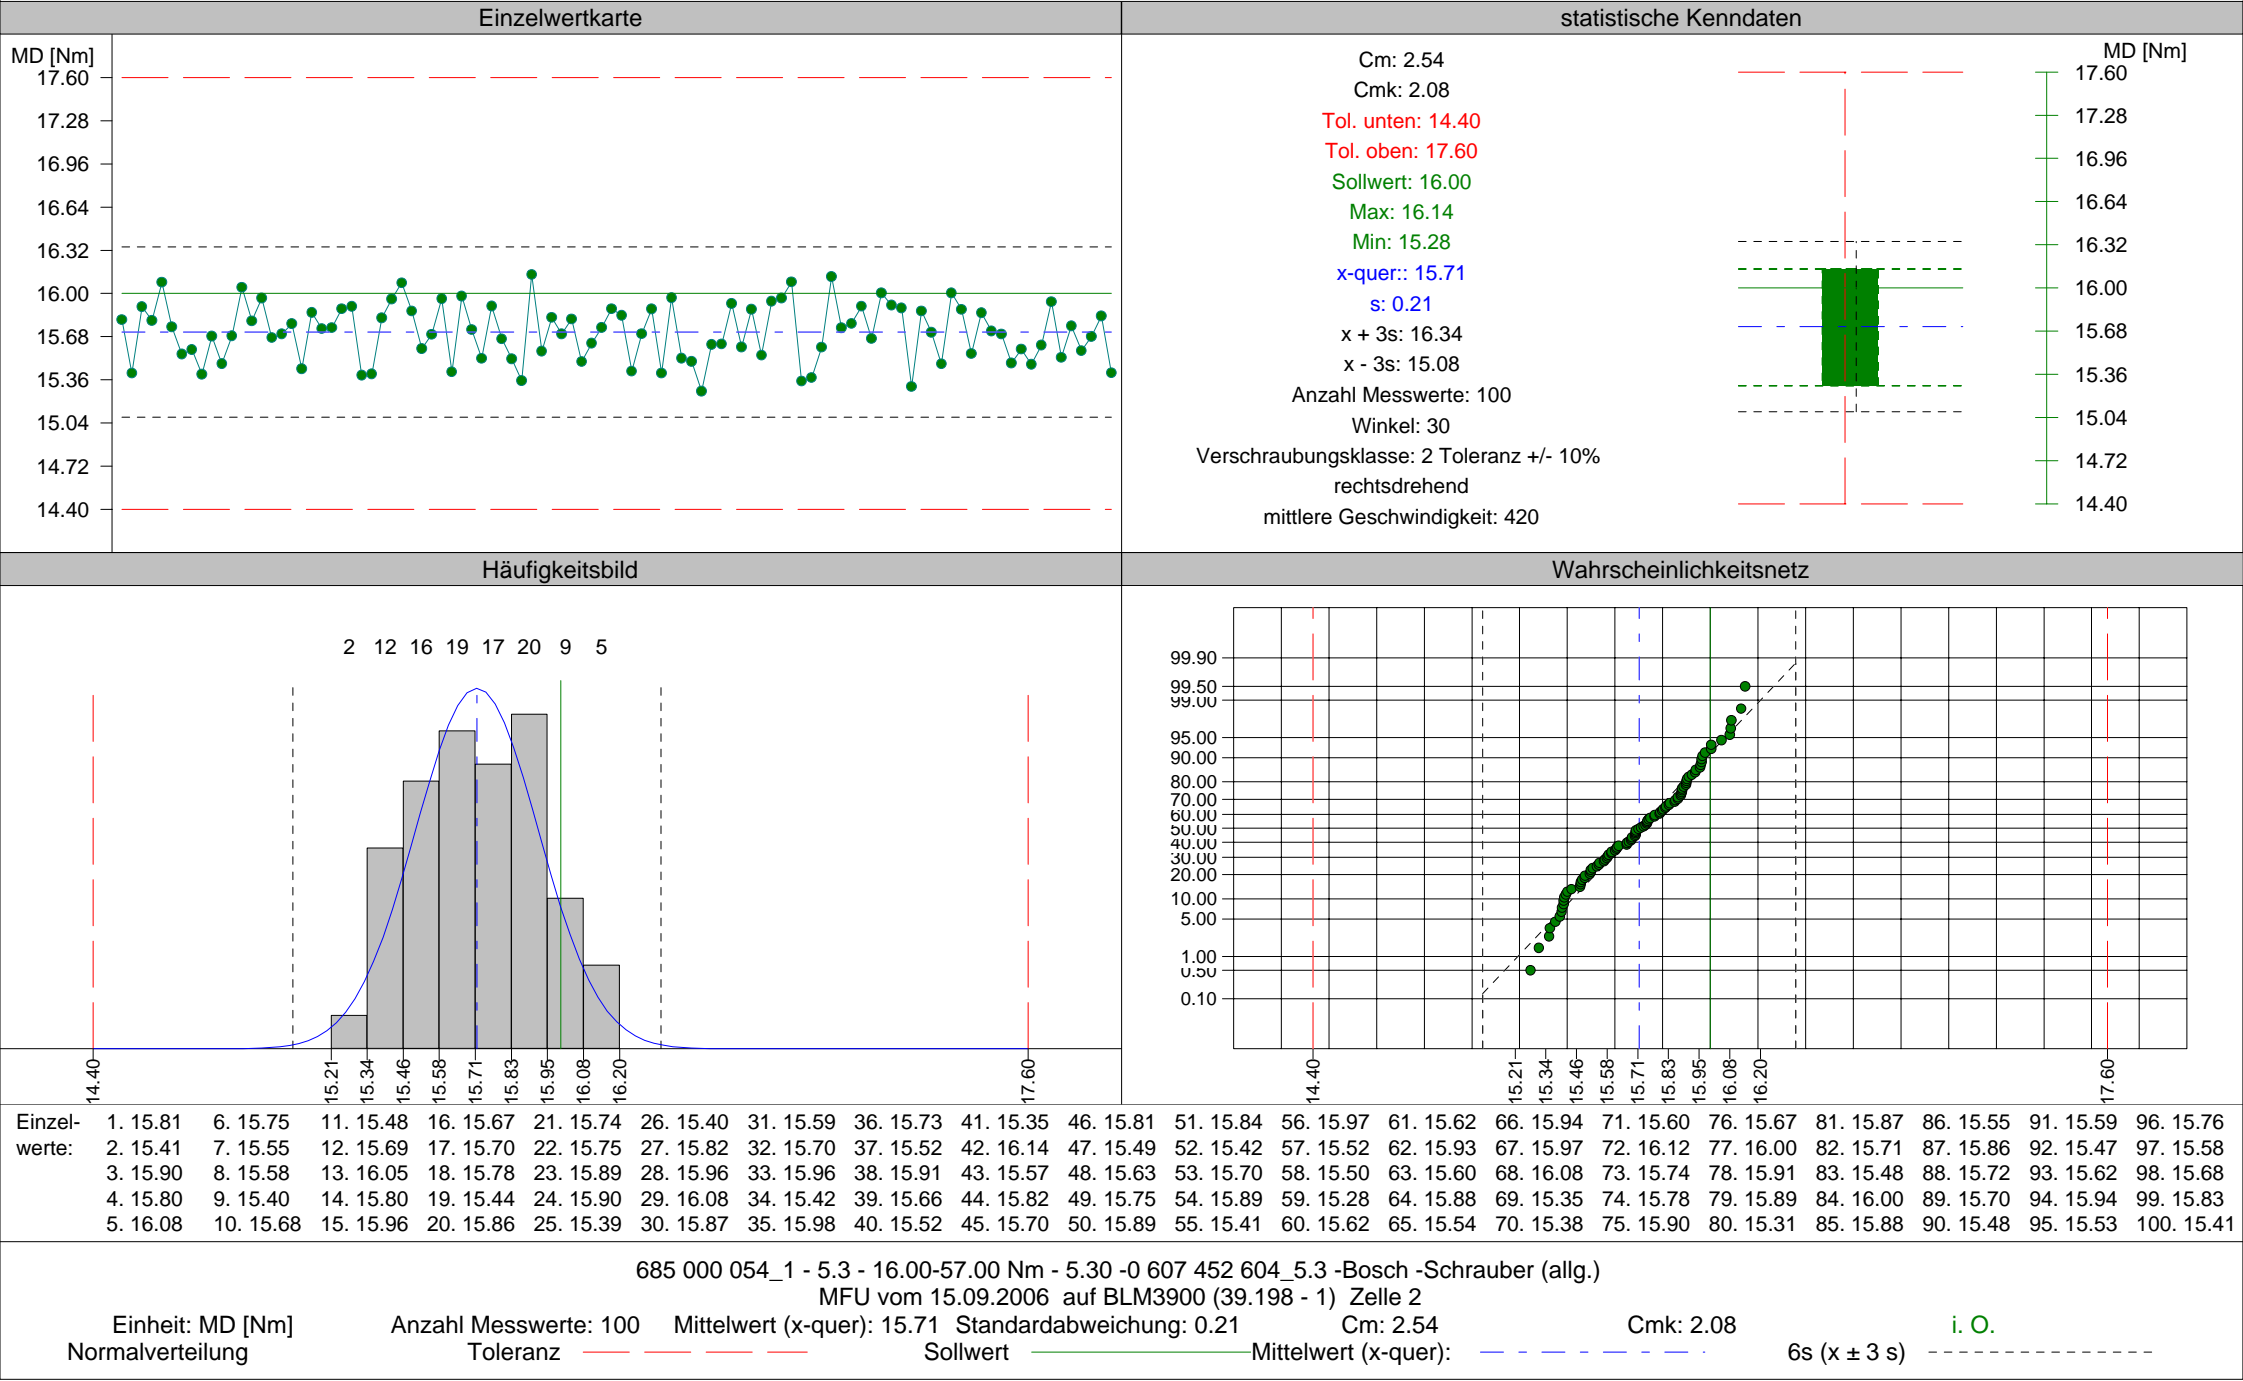 Einzelwertkarte
MD [Nm]
17.60
17.28
16.96
16.64
16.32
16.00
15.68
15.36
15.04
14.72
14.40
statistische Kenndaten
Cm: 2.54
Cmk: 2.08
Tol. unten: 14.40
Tol. oben: 17.60
Sollwert: 16.00
Max: 16.14
Min: 15.28
x-quer:: 15.71
s: 0.21
x + 3s: 16.34
x - 3s: 15.08
Anzahl Messwerte: 100
Winkel: 30
Verschraubungsklasse: 2 Toleranz +/- 10%
rechtsdrehend
mittlere Geschwindigkeit: 420
MD [Nm]
17.60
17.28
16.96
16.64
16.32
16.00
15.68
15.36
15.04
14.72
14.40
Häufigkeitsbild
2 12 16 19 17 20 9 5
14.40 15.21 15.34 15.46 15.58 15.71 15.83 15.95 16.08 16.20 17.60
Wahrscheinlichkeitsnetz
99.90
99.50
99.00
95.00
90.00
80.00
70.00
60.00
50.00
40.00
30.00
20.00
10.00
5.00
1.00
0.50
0.10
14.40 15.21 15.34 15.46 15.58 15.71 15.83 15.95 16.08 16.20 17.60
Einzel- 1. 15.81 6. 15.75 11. 15.48 16. 15.67 21. 15.74 26. 15.40 31. 15.59 36. 15.73 41. 15.35 46. 15.81 51. 15.84 56. 15.97 61. 15.62 66. 15.94 71. 15.60 76. 15.67 81. 15.87 86. 15.55 91. 15.59 96. 15.76
werte: 2. 15.41 7. 15.55 12. 15.69 17. 15.70 22. 15.75 27. 15.82 32. 15.70 37. 15.52 42. 16.14 47. 15.49 52. 15.42 57. 15.52 62. 15.93 67. 15.97 72. 16.12 77. 16.00 82. 15.71 87. 15.86 92. 15.47 97. 15.58
3. 15.90 8. 15.58 13. 16.05 18. 15.78 23. 15.89 28. 15.96 33. 15.96 38. 15.91 43. 15.57 48. 15.63 53. 15.70 58. 15.50 63. 15.60 68. 16.08 73. 15.74 78. 15.91 83. 15.48 88. 15.72 93. 15.62 98. 15.68
4. 15.80 9. 15.40 14. 15.80 19. 15.44 24. 15.90 29. 16.08 34. 15.42 39. 15.66 44. 15.82 49. 15.75 54. 15.89 59. 15.28 64. 15.88 69. 15.35 74. 15.78 79. 15.89 84. 16.00 89. 15.70 94. 15.94 99. 15.83
5. 16.08 10. 15.68 15. 15.96 20. 15.86 25. 15.39 30. 15.87 35. 15.98 40. 15.52 45. 15.70 50. 15.89 55. 15.41 60. 15.62 65. 15.54 70. 15.38 75. 15.90 80. 15.31 85. 15.88 90. 15.48 95. 15.53 100. 15.41
685 000 054_1 - 5.3 - 16.00-57.00 Nm - 5.30 -0 607 452 604_5.3 -Bosch -Schrauber (allg.)
MFU vom 15.09.2006 auf BLM3900 (39.198 - 1) Zelle 2
Einheit: MD [Nm] Anzahl Messwerte: 100 Mittelwert (x-quer): 15.71 Standardabweichung: 0.21 Cm: 2.54 Cmk: 2.08 i. O.
Normalverteilung Toleranz Sollwert Mittelwert (x-quer): 6s (x ± 3 s)